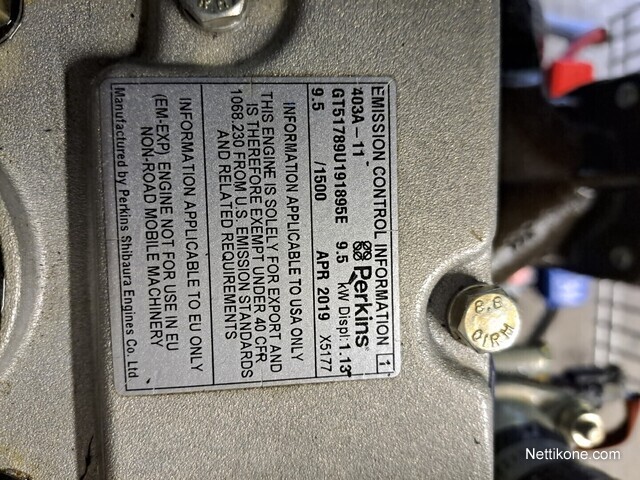 EMISSION CONTROL INFORMATION 1
403A-11 Perkins
GT51789U191895E 9.5 kW Displ:1.13
9.5 /1500 APR 2019 X5177
INFORMATION APPLICABLE TO USA ONLY
THIS ENGINE IS SOLELY FOR EXPORT AND
IS THEREFORE EXEMPT UNDER 40 CFR
1068.230 FROM U.S. EMISSION STANDARDS
AND RELATED REQUIREMENTS
INFORMATION APPLICABLE TO EU ONLY
(EM-EXP) ENGINE NOT FOR USE IN EU
NON-ROAD MOBILE MACHINERY
Manufactured by Perkins Shibaura Engines Co. Ltd.
Nettikone.com